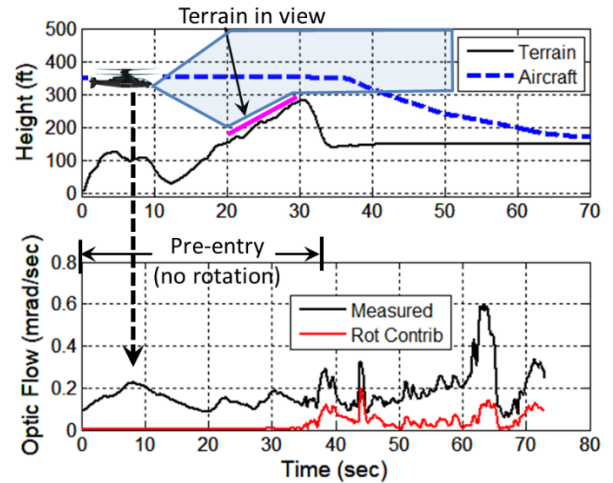 Terrain in view
500
400
300
200
100
0
Height (ft)
Terrain
Aircraft
0 10 20 30 40 50 60 70
Pre-entry
(no rotation)
0.8
0.6
0.4
0.2
0
Optic Flow (mrad/sec)
Measured
Rot Contrib
0 10 20 30 40 50 60 70 80
Time (sec)